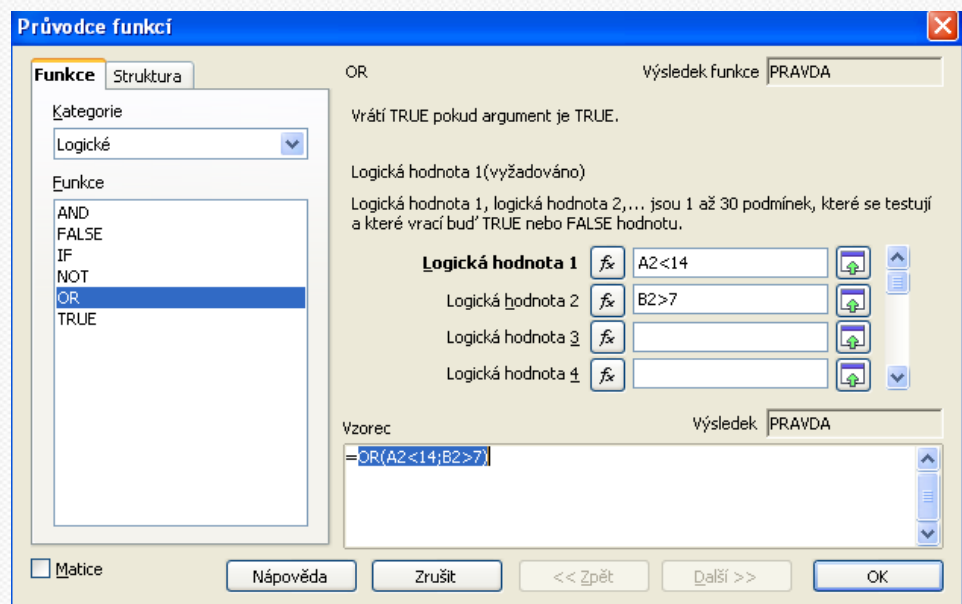 Průvodce funkcí
Funkce Struktura
OR
Výsledek funkce PRAVDA
Kategorie
Logické
Funkce
AND
FALSE
IF
NOT
OR
TRUE
Vrátí TRUE pokud argument je TRUE.
Logická hodnota 1(vyžadováno)
Logická hodnota 1, logická hodnota 2,... jsou 1 až 30 podmínek, které se testují
a které vrací buď TRUE nebo FALSE hodnotu.
Logická hodnota 1 fx A2<14
Logická hodnota 2 fx B2>7
Logická hodnota 3 fx
Logická hodnota 4 fx
Vzorec
Výsledek PRAVDA
=OR(A2<14;B2>7)
Matice
Nápověda
Zrušit
<< Zpět
Další >>
OK